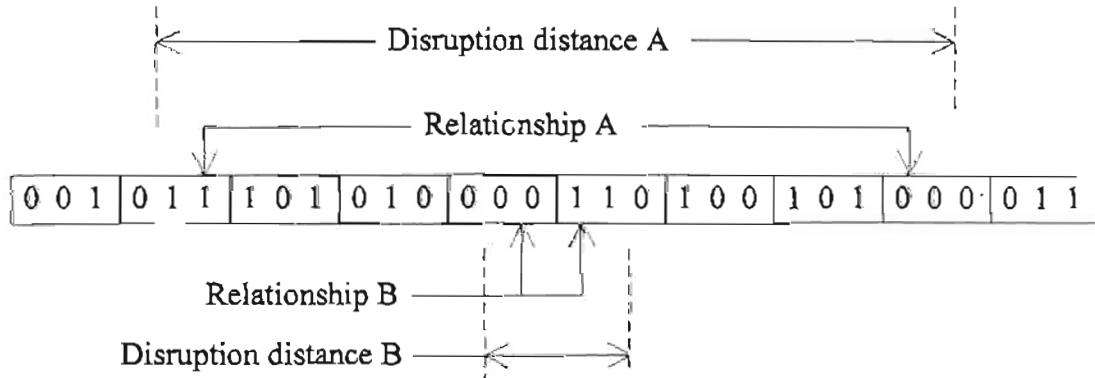 Disruption distance A
Relationship A
0 0 1 0 1 1 1 0 1 0 1 0 0 0 0 1 1 0 1 0 0 1 0 1 0 0 0 0 1 1
Relationship B
Disruption distance B